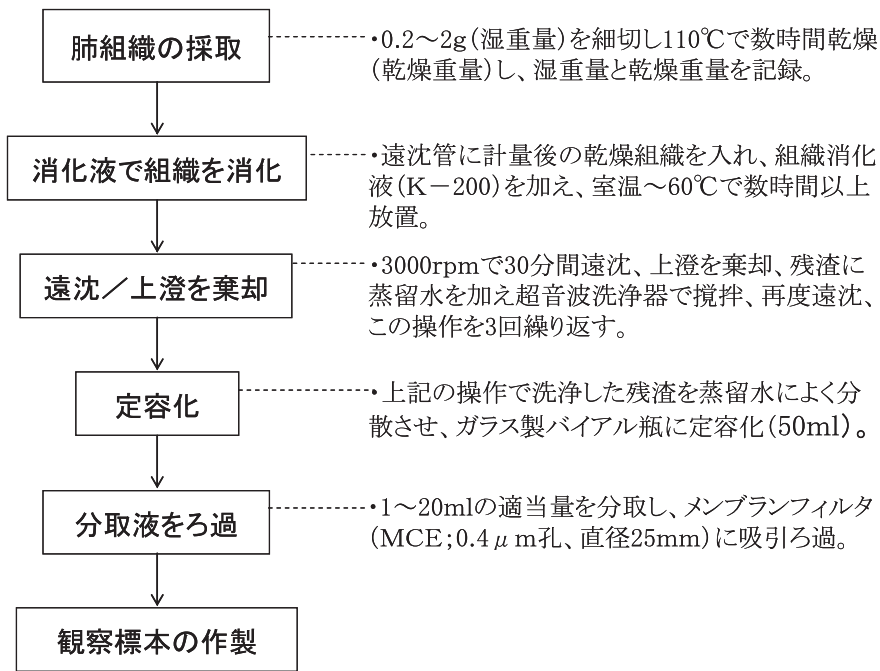 肺組織の採取
・0.2～2g(湿重量)を細切し110℃で数時間乾燥
(乾燥重量)し、湿重量と乾燥重量を記録。
消化液で組織を消化
・遠沈管に計量後の乾燥組織を入れ、組織消化
液(K－200)を加え、室温～60℃で数時間以上
放置。
遠沈／上澄を棄却
・3000rpmで30分間遠沈、上澄を棄却、残渣に
蒸留水を加え超音波洗浄器で撹拌、再度遠沈、
この操作を3回繰り返す。
定容化
・上記の操作で洗浄した残渣を蒸留水によく分
散させ、ガラス製バイアル瓶に定容化(50ml)。
分取液をろ過
・1～20mlの適当量を分取し、メンブランフィルタ
(MCE;0.4μm孔、直径25mm)に吸引ろ過。
観察標本の作製